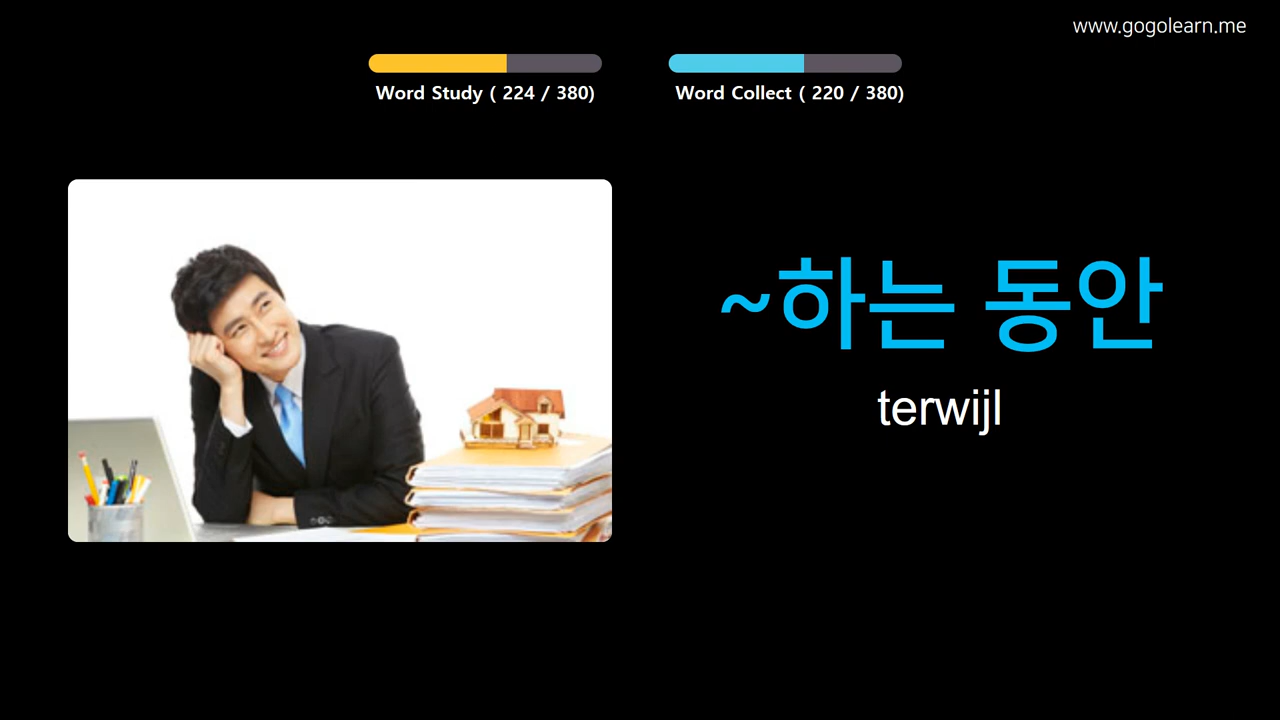 www.gogolearn.me
Word Study ( 224 / 380)
Word Collect ( 220 / 380)
~하는 동안
terwijl